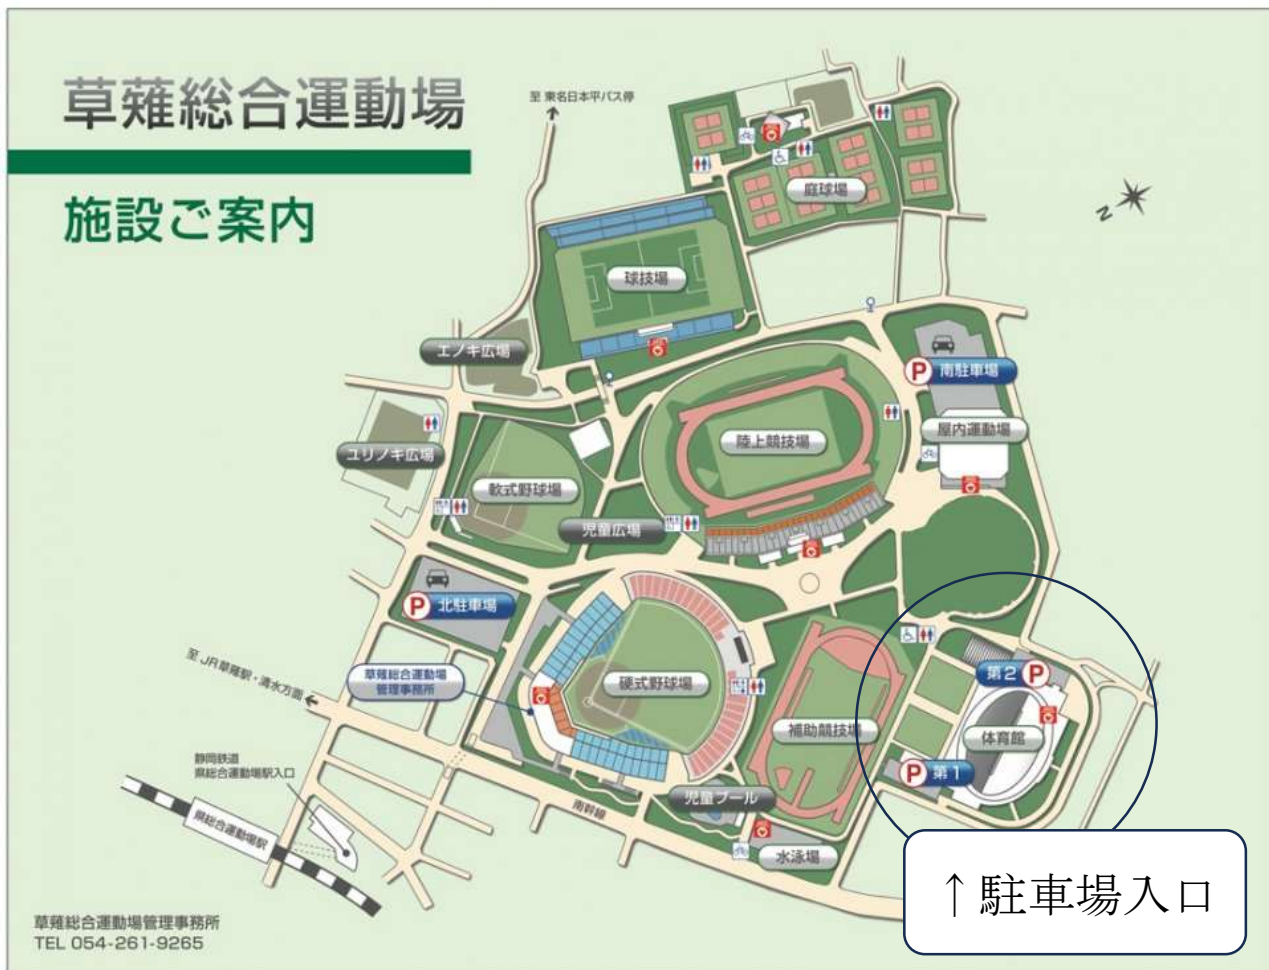 草薙総合運動場
施設ご案内
至 東名日本平バス停
庭球場
N
球技場
エノキ広場
P 南駐車場
ユリノキ広場
陸上競技場
屋内運動場
軟式野球場
児童広場
P 北駐車場
至 JR草薙駅・清水方面
草薙総合運動場
管理事務所
硬式野球場
第2 P
補助競技場
体育館
静岡鉄道
県総合運動場駅入口
P 第1
児童プール
南幹線
県総合運動場駅
水泳場
↑駐車場入口
草薙総合運動場管理事務所
TEL 054-261-9265